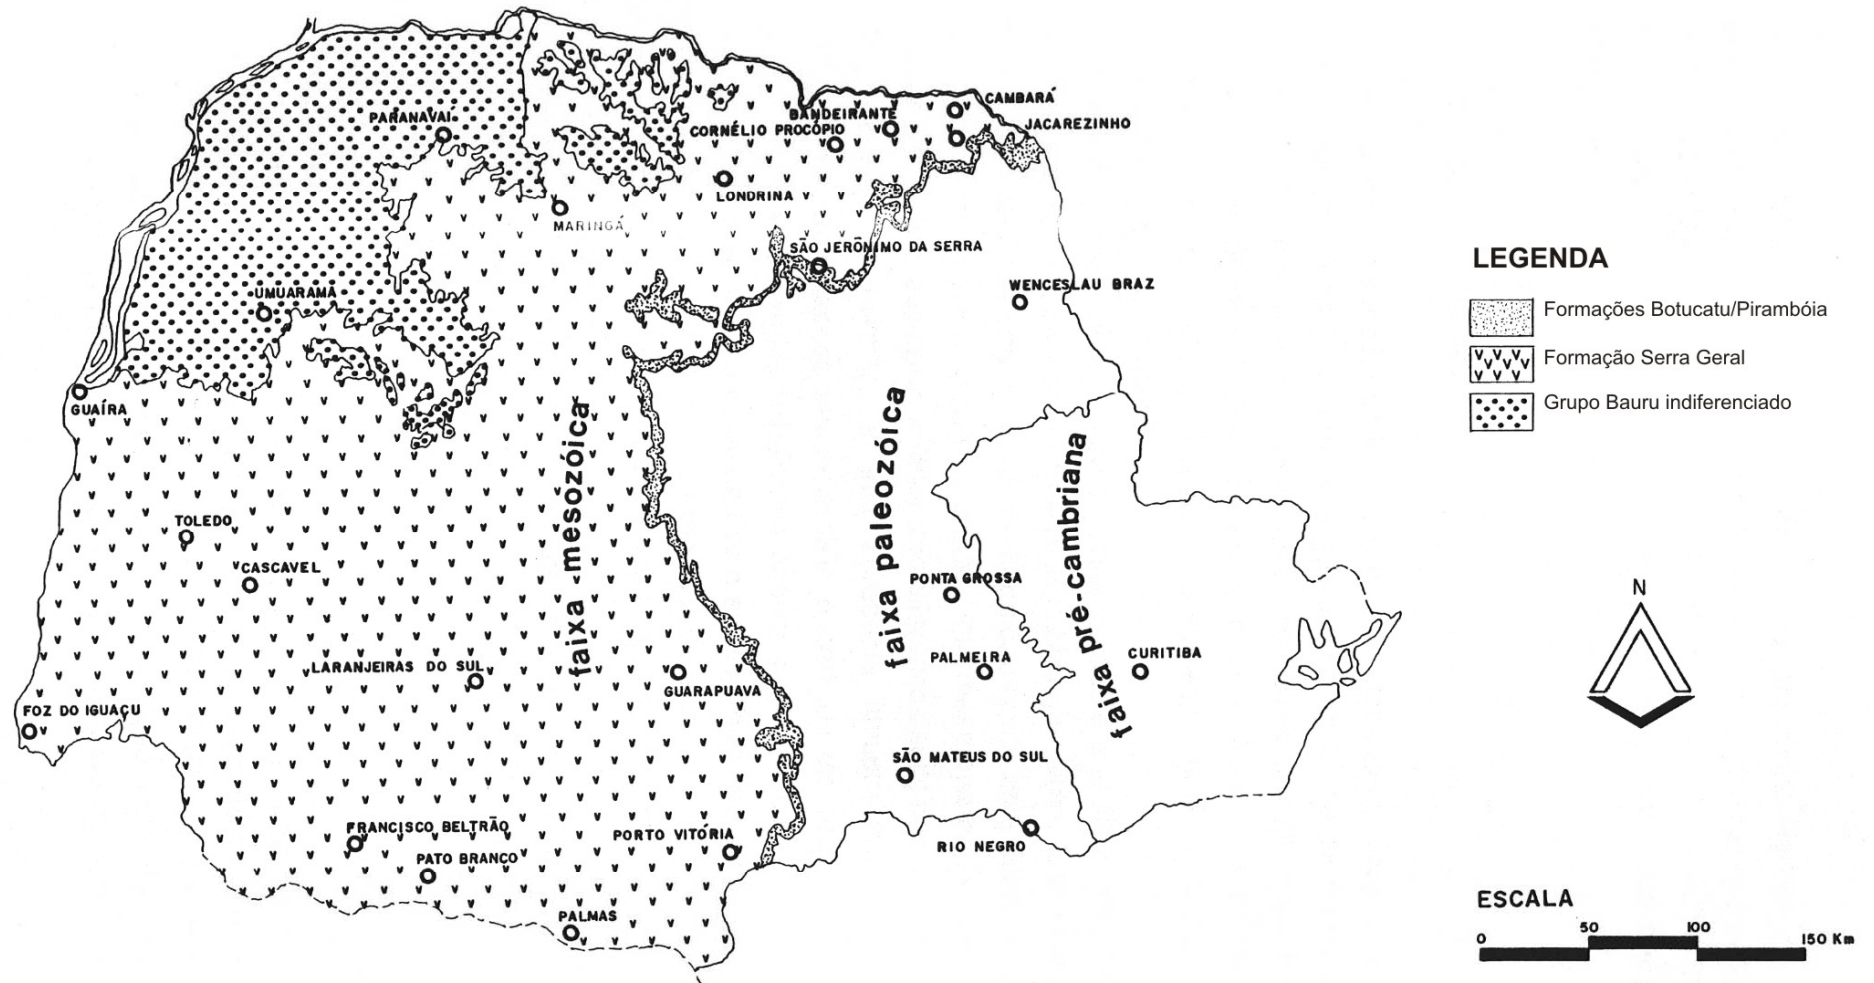 CAMBARÁ
BANDEIRANTE
PARANAVAÍ
JACAREZINHO
CORNÉLIO PROCÓPIO
LONDRINA
MARINGÁ
SÃO JERÔNIMO DA SERRA
WENCESLAU BRAZ
UMUARAMA
GUAÍRA
faixa mesozóica
faixa paleozóica
faixa pré-cambriana
TOLEDO
CASCAVEL
PONTA GROSSA
LARANJEIRAS DO SUL
PALMEIRA
CURITIBA
GUARAPUAVA
FOZ DO IGUAÇU
SÃO MATEUS DO SUL
FRANCISCO BELTRÃO
PORTO VITÓRIA
RIO NEGRO
PATO BRANCO
PALMAS
LEGENDA
Formações Botucatu/Pirambóia
Formação Serra Geral
Grupo Bauru indiferenciado
N
ESCALA
0 50 100 150 Km